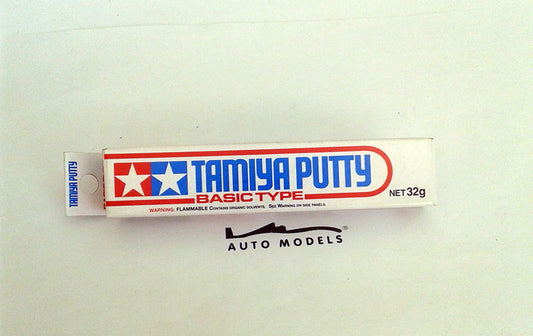 TAMIYA PUTTY
TAMIYA PUTTY
BASIC TYPE
NET 32g
WARNING: FLAMMABLE CONTAINS ORGANIC SOLVENTS. SEE WARNING ON SIDE PANELS.
AUTO MODELS®